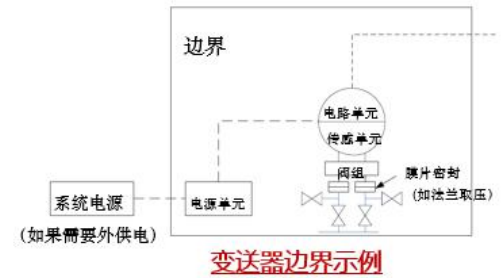 边界
电路单元
传感单元
阀组
膜片密封
(如法兰取压)
系统电源
电源单元
(如果需要外供电)
变送器边界示例